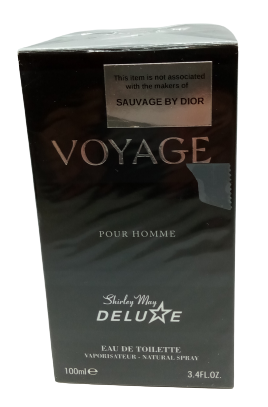 This item is not associated
with the makers of
SAUVAGE BY DIOR
VOYAGE
POUR HOMME
Shirley May
DELUXE
EAU DE TOILETTE
VAPORISATEUR - NATURAL SPRAY
100ml℮
3.4FL.OZ.